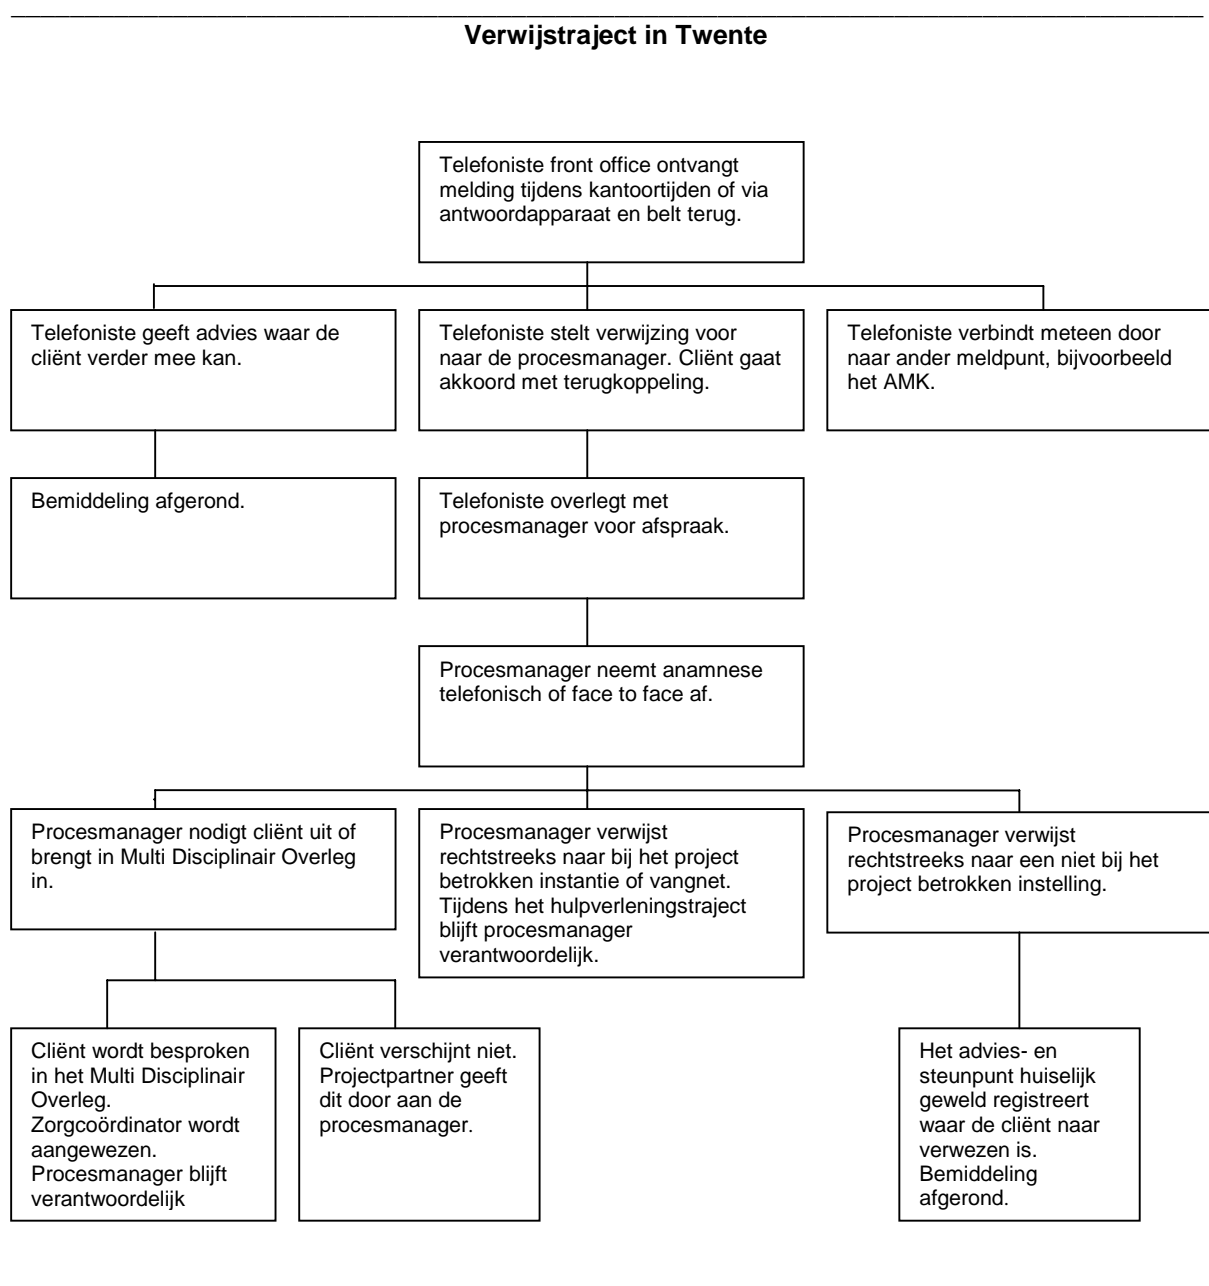 Verwijstraject in Twente
Telefoniste front office ontvangt
melding tijdens kantoortijden of via
antwoordapparaat en belt terug.
Telefoniste geeft advies waar de
cliënt verder mee kan.
Telefoniste stelt verwijzing voor
naar de procesmanager. Cliënt gaat
akkoord met terugkoppeling.
Telefoniste verbindt meteen door
naar ander meldpunt, bijvoorbeeld
het AMK.
Bemiddeling afgerond.
Telefoniste overlegt met
procesmanager voor afspraak.
Procesmanager neemt anamnese
telefonisch of face to face af.
Procesmanager nodigt cliënt uit of
brengt in Multi Disciplinair Overleg
in.
Procesmanager verwijst
rechtstreeks naar bij het project
betrokken instantie of vangnet.
Tijdens het hulpverleningstraject
blijft procesmanager
verantwoordelijk.
Procesmanager verwijst
rechtstreeks naar een niet bij het
project betrokken instelling.
Cliënt wordt besproken
in het Multi Disciplinair
Overleg.
Zorgcoördinator wordt
aangewezen.
Procesmanager blijft
verantwoordelijk
Cliënt verschijnt niet.
Projectpartner geeft
dit door aan de
procesmanager.
Het advies- en
steunpunt huiselijk
geweld registreert
waar de cliënt naar
verwezen is.
Bemiddeling
afgerond.